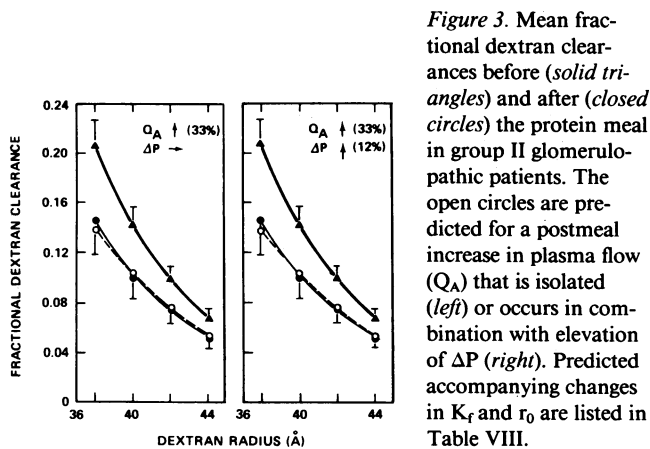 Figure 3. Mean frac-
tional dextran clear-
ances before (solid tri-
angles) and after (closed
circles) the protein meal
in group II glomerulo-
pathic patients. The
open circles are pre-
dicted for a postmeal
increase in plasma flow
(QA) that is isolated
(left) or occurs in com-
bination with elevation
of ΔP (right). Predicted
accompanying changes
in Kf and r0 are listed in
Table VIII.
FRACTIONAL DEXTRAN CLEARANCE
0.24
0.20
0.16
0.12
0.08
0.04
0
QA ↑ (33%)
ΔP →
QA ↑ (33%)
ΔP ↑ (12%)
36 40 44 36 40 44
DEXTRAN RADIUS (Å)